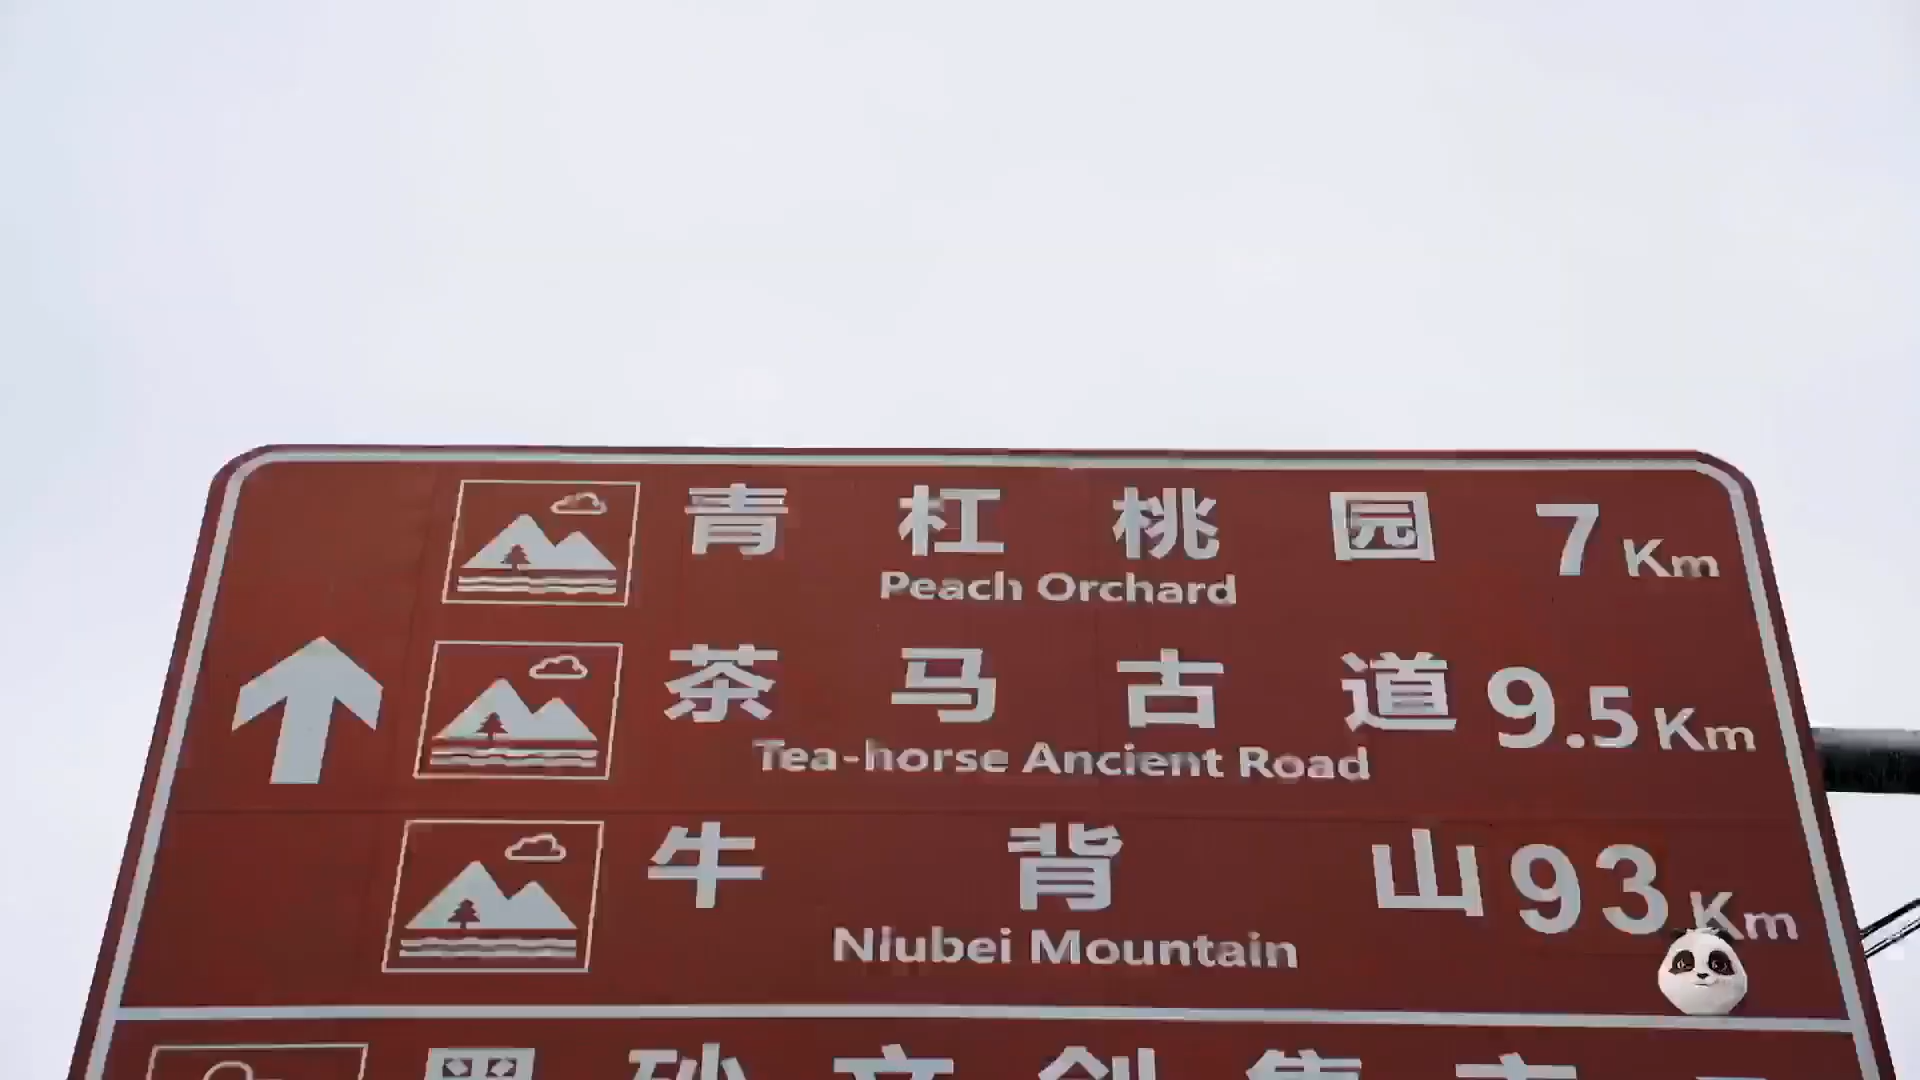 青杠桃园 7Km
Peach Orchard
茶马古道 9.5Km
Tea-horse Ancient Road
牛背山 93Km
Niubei Mountain